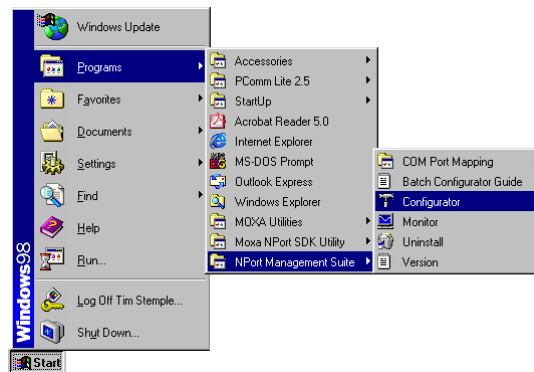 Windows Update
Programs
Favorites
Documents
Settings
Find
Help
Run...
Log Off Tim Stemple...
Shut Down...
Windows98
Start
Accessories
PComm Lite 2.5
StartUp
Acrobat Reader 5.0
Internet Explorer
MS-DOS Prompt
Outlook Express
Windows Explorer
MOXA Utilities
Moxa NPort SDK Utility
NPort Management Suite
COM Port Mapping
Batch Configurator Guide
Configurator
Monitor
Uninstall
Version